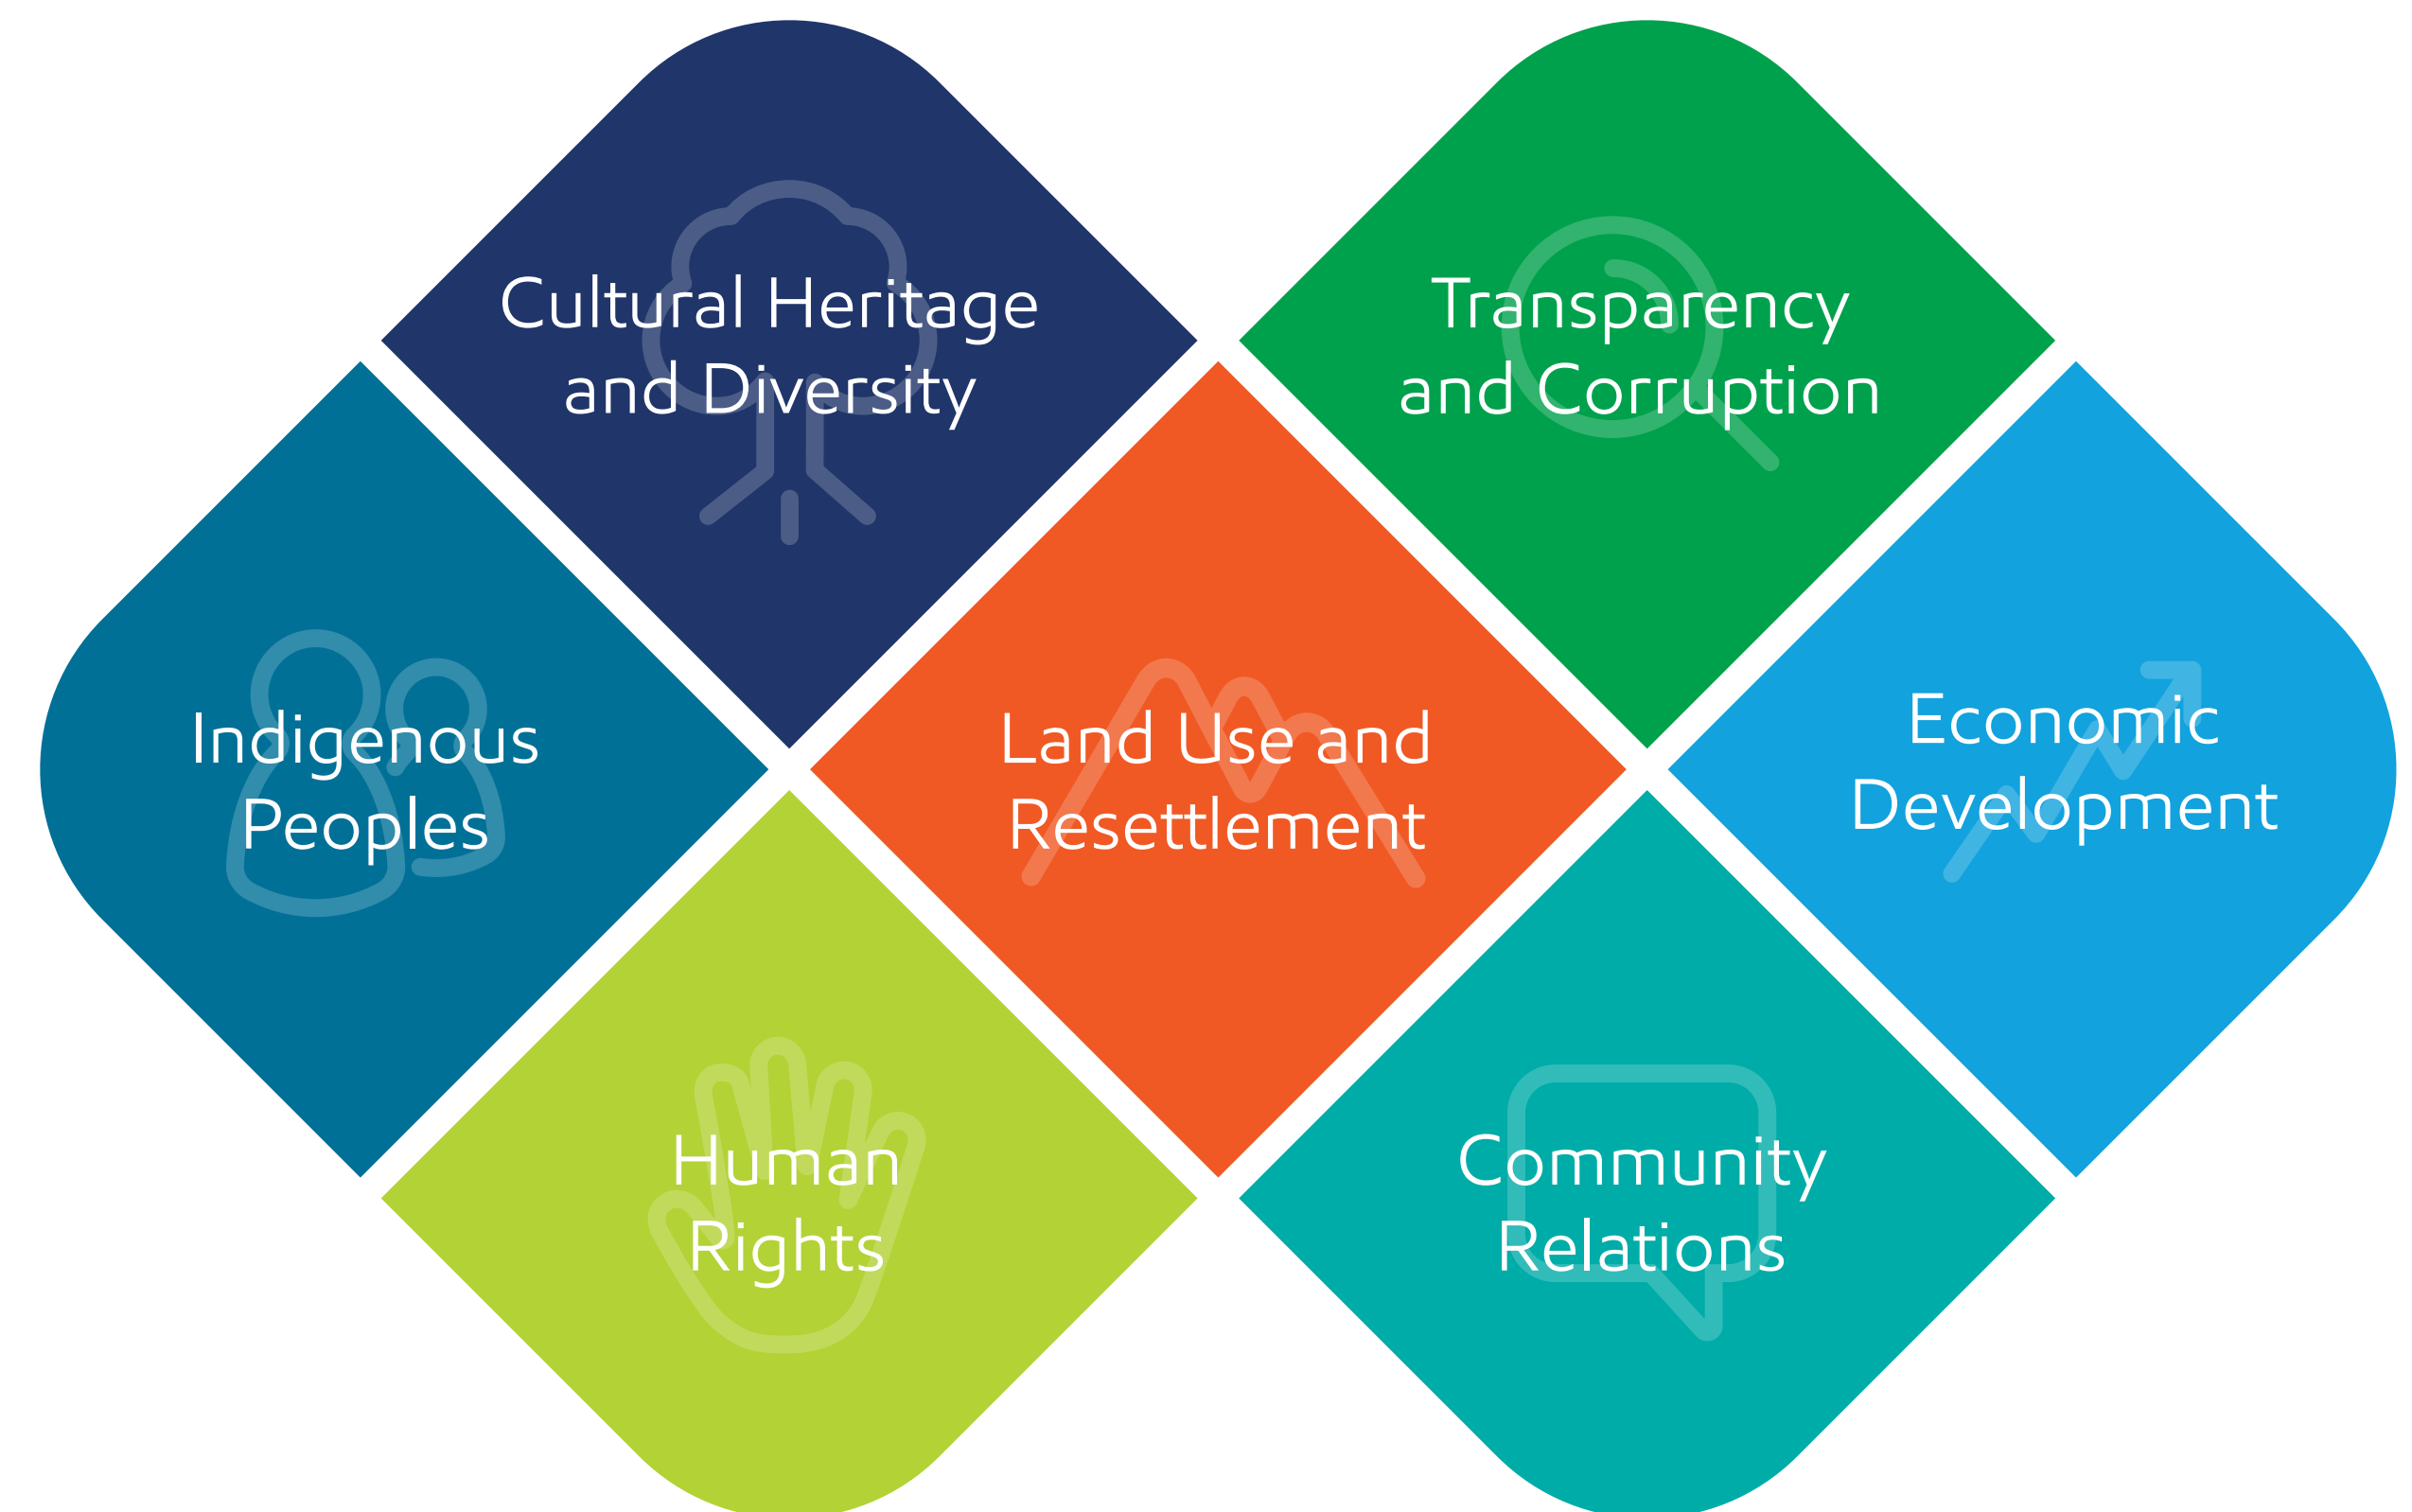 Cultural Heritage
and Diversity
Transparency
and Corruption
Indigenous
Peoples
Land Use and
Resettlement
Economic
Development
Human
Rights
Community
Relations